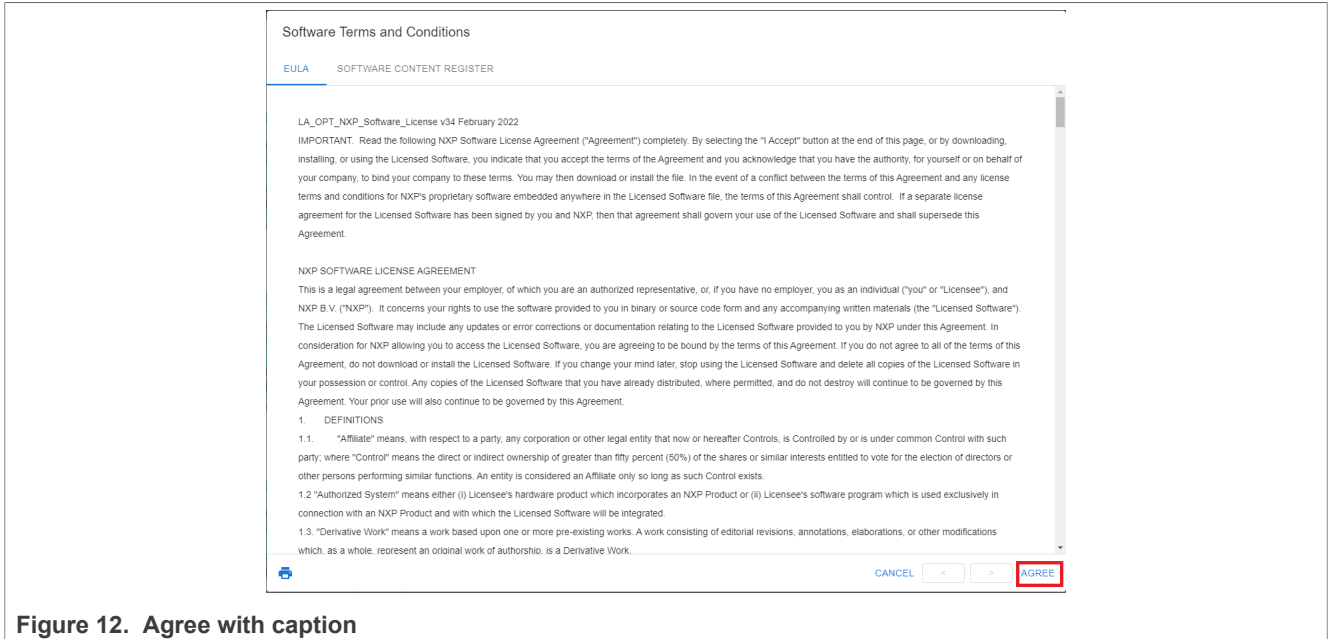 Software Terms and Conditions
EULA SOFTWARE CONTENT REGISTER
LA_OPT_NXP_Software_License v34 February 2022
IMPORTANT. Read the following NXP Software License Agreement ("Agreement") completely. By selecting the "I Accept" button at the end of this page, or by downloading,
installing, or using the Licensed Software, you indicate that you accept the terms of the Agreement and you acknowledge that you have the authority, for yourself or on behalf of
your company, to bind your company to these terms. You may then download or install the file. In the event of a conflict between the terms of this Agreement and any license
terms and conditions for NXP's proprietary software embedded anywhere in the Licensed Software file, the terms of this Agreement shall control. If a separate license
agreement for the Licensed Software has been signed by you and NXP, then that agreement shall govern your use of the Licensed Software and shall supersede this
Agreement.
NXP SOFTWARE LICENSE AGREEMENT
This is a legal agreement between your employer, of which you are an authorized representative, or, if you have no employer, you as an individual ("you" or "Licensee"), and
NXP B.V. ("NXP"). It concerns your rights to use the software provided to you in binary or source code form and any accompanying written materials (the "Licensed Software").
The Licensed Software may include any updates or error corrections or documentation relating to the Licensed Software provided to you by NXP under this Agreement. In
consideration for NXP allowing you to access the Licensed Software, you are agreeing to be bound by the terms of this Agreement. If you do not agree to all of the terms of this
Agreement, do not download or install the Licensed Software. If you change your mind later, stop using the Licensed Software and delete all copies of the Licensed Software in
your possession or control. Any copies of the Licensed Software that you have already distributed, where permitted, and do not destroy will continue to be governed by this
Agreement. Your prior use will also continue to be governed by this Agreement.
1. DEFINITIONS
1.1. "Affiliate" means, with respect to a party, any corporation or other legal entity that now or hereafter Controls, is Controlled by or is under common Control with such
party; where "Control" means the direct or indirect ownership of greater than fifty percent (50%) of the shares or similar interests entitled to vote for the election of directors or
other persons performing similar functions. An entity is considered an Affiliate only so long as such Control exists.
1.2 "Authorized System" means either (i) Licensee's hardware product which incorporates an NXP Product or (ii) Licensee's software program which is used exclusively in
connection with an NXP Product and with which the Licensed Software will be integrated.
1.3. "Derivative Work" means a work based upon one or more pre-existing works. A work consisting of editorial revisions, annotations, elaborations, or other modifications
which, as a whole, represent an original work of authorship, is a Derivative Work.
CANCEL < > AGREE
Figure 12. Agree with caption